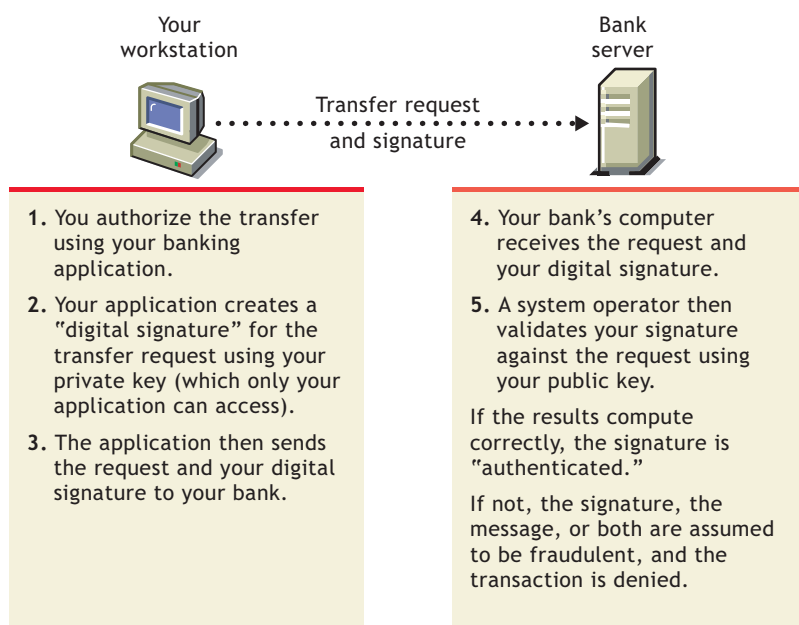 Your
workstation
Bank
server
Transfer request
and signature
1. You authorize the transfer
using your banking
application.
2. Your application creates a
“digital signature” for the
transfer request using your
private key (which only your
application can access).
3. The application then sends
the request and your digital
signature to your bank.
4. Your bank’s computer
receives the request and
your digital signature.
5. A system operator then
validates your signature
against the request using
your public key.
If the results compute
correctly, the signature is
“authenticated.”
If not, the signature, the
message, or both are assumed
to be fraudulent, and the
transaction is denied.